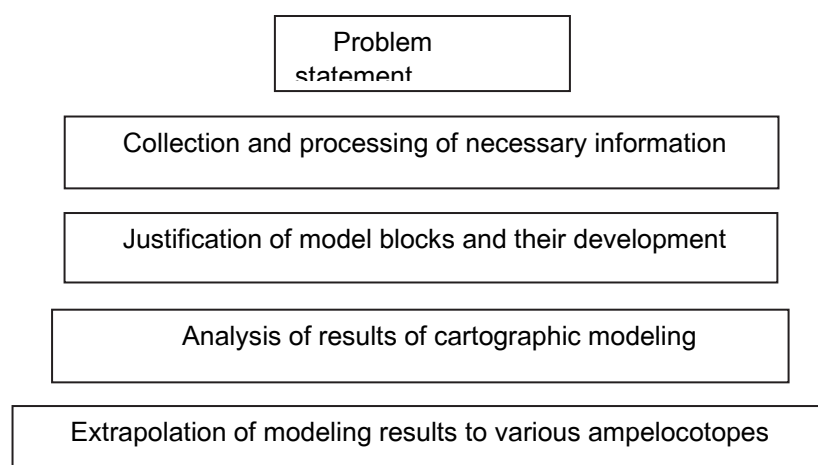 Problem
statement
Collection and processing of necessary information
Justification of model blocks and their development
Analysis of results of cartographic modeling
Extrapolation of modeling results to various ampelocotopes